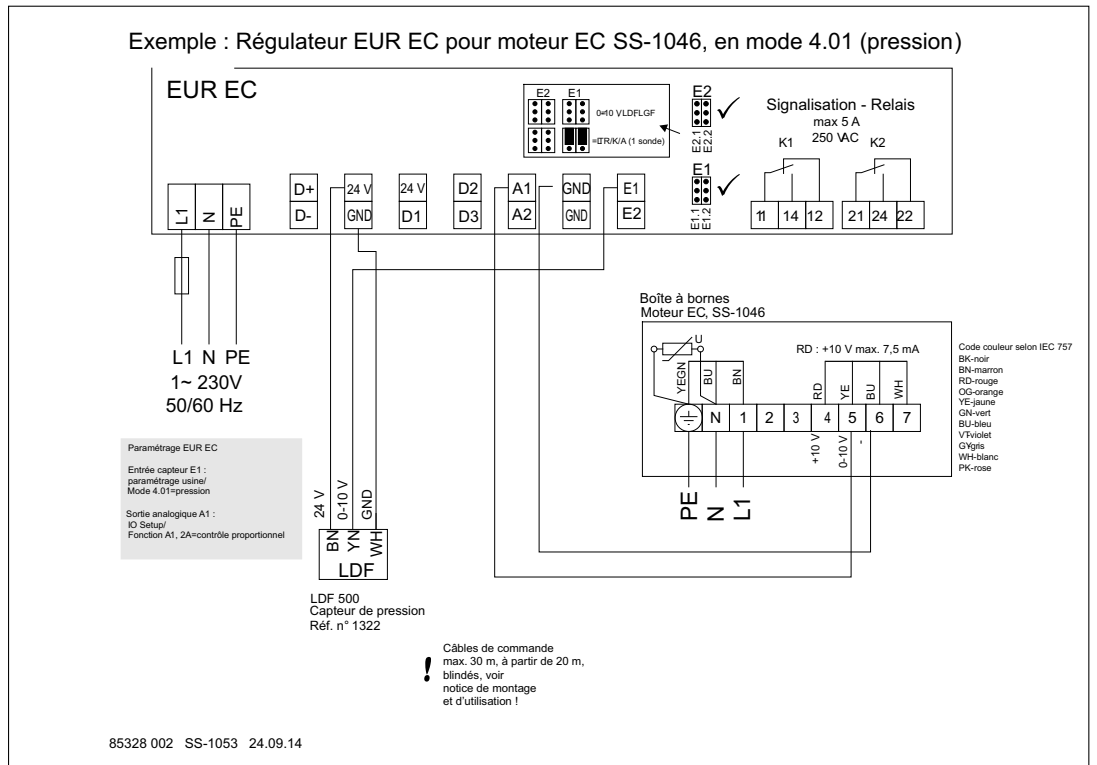 Exemple : Régulateur EUR EC pour moteur EC SS-1046, en mode 4.01 (pression)
EUR EC
E2 E1
0=10 VLDFLGF
=LTR/K/A (1 sonde)
E2
E2.1
E2.2
E1
E1.1
E1.2
Signalisation - Relais
max 5 A
250 VAC
K1 K2
11 14 12 21 24 22
L1 N PE
D+ 24 V 24 V D2 A1 GND E1
D- GND D1 D3 A2 GND E2
L1 N PE
1~ 230V
50/60 Hz
Paramétrage EUR EC
Entrée capteur E1 :
paramétrage usine/
Mode 4.01=pression
Sortie analogique A1 :
IO Setup/
Fonction A1, 2A=contrôle proportionnel
24 V
0-10 V
GND
BN
YN
WH
LDF
LDF 500
Capteur de pression
Réf. n° 1322
Boîte à bornes
Moteur EC, SS-1046
U
RD : +10 V max. 7,5 mA
YEGN BU BN RD YE BU WH
N 1 2 3 4 5 6 7
+10 V
0-10 V
-
PE N L1
Code couleur selon IEC 757
BK-noir
BN-marron
RD-rouge
OG-orange
YE-jaune
GN-vert
BU-bleu
VT-violet
GY-gris
WH-blanc
PK-rose
!
Câbles de commande
max. 30 m, à partir de 20 m,
blindés, voir
notice de montage
et d'utilisation !
85328 002 SS-1053 24.09.14